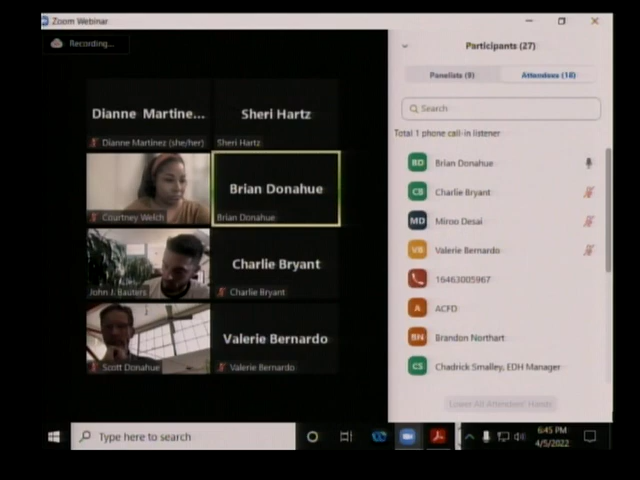 Zoom Webinar
Recording...
Participants (27)
Panelists (9)
Attendees (18)
Search
Total 1 phone call-in listener
Dianne Martine...
Dianne Martinez (she/her)
Sheri Hartz
Sheri Hartz
Courtney Welch
Brian Donahue
Brian Donahue
John J. Bauters
Charlie Bryant
Charlie Bryant
Scott Donahue
Valerie Bernardo
Valerie Bernardo
BD Brian Donahue
CB Charlie Bryant
MD Miroo Desai
VB Valerie Bernardo
16463005967
A ACFD
BN Brandon Northart
CS Chadrick Smalley, EDH Manager
Lower All Attendees' Hands
Type here to search
6:45 PM
4/5/2022